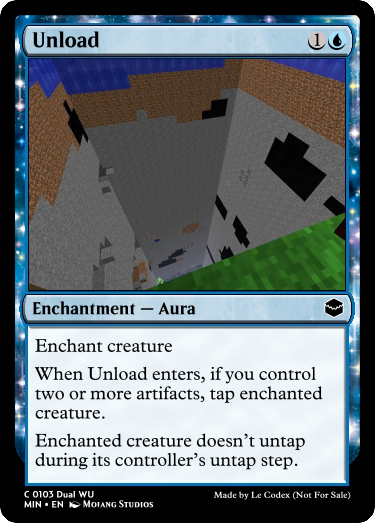 Unload
1
Enchantment — Aura
Enchant creature
When Unload enters, if you control
two or more artifacts, tap enchanted
creature.
Enchanted creature doesn't untap
during its controller's untap step.
C 0103 Dual WU
Made by Le Codex (Not For Sale)
MIN • EN Mojang Studios